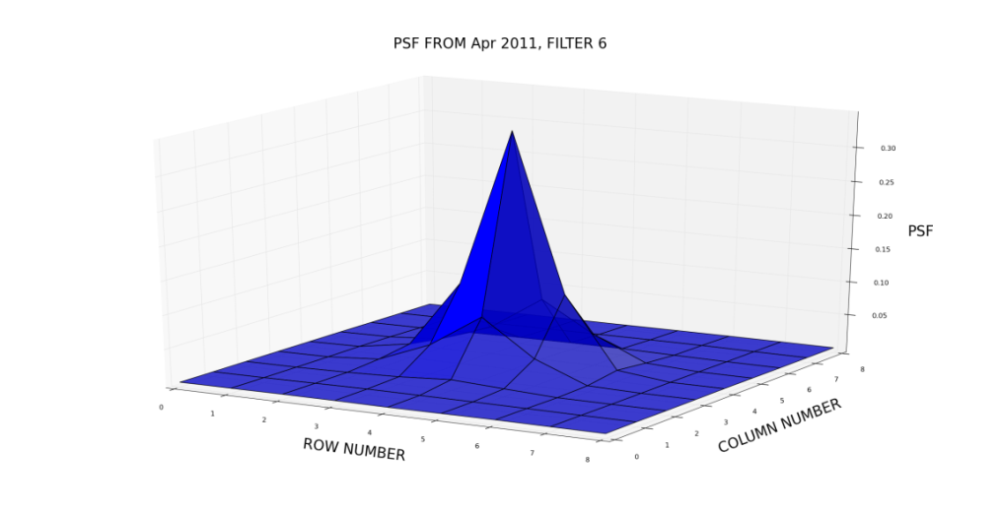 PSF FROM Apr 2011, FILTER 6
0.30
0.25
0.20
PSF
0.15
0.10
0.05
0 1 2 3 4 5 6 7 8
ROW NUMBER
0 1 2 3 4 5 6 7 8
COLUMN NUMBER